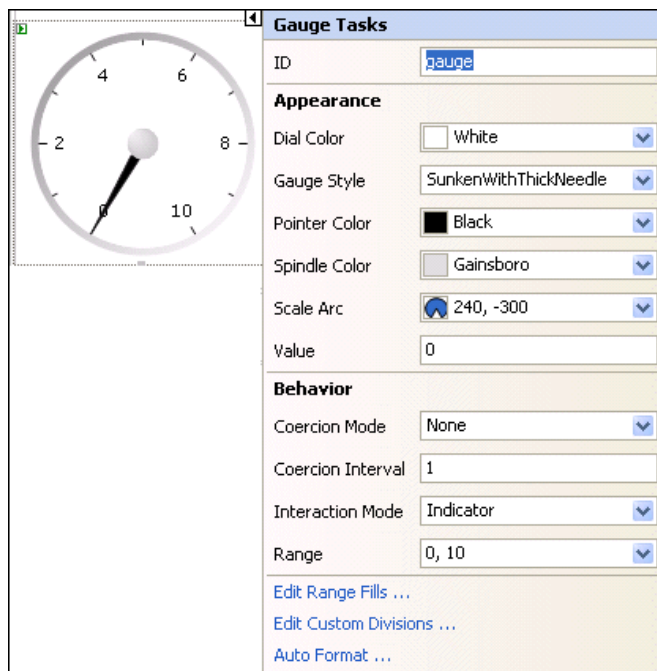 4 6
2 8
0 10
Gauge Tasks
ID gauge
Appearance
Dial Color White
Gauge Style SunkenWithThickNeedle
Pointer Color Black
Spindle Color Gainsboro
Scale Arc 240, -300
Value 0
Behavior
Coercion Mode None
Coercion Interval 1
Interaction Mode Indicator
Range 0, 10
Edit Range Fills ...
Edit Custom Divisions ...
Auto Format ...